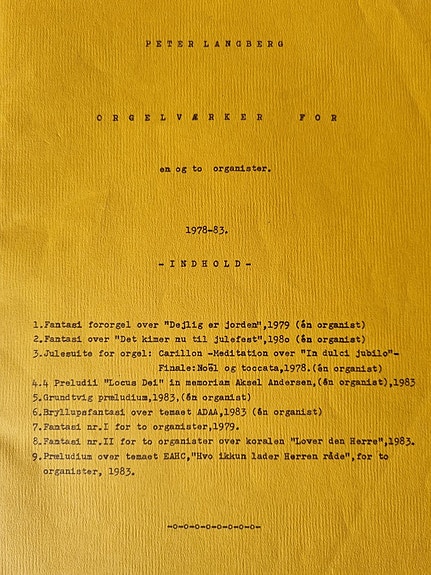 PETER LANGBERG
ORGELVÆRKER FOR
en og to organister.
1978-83.
-INDHOLD-
1.Fantasi fororgel over "Dejlig er jorden",1979 (én organist)
2.Fantasi over "Det kimer nu til julefest",198o (én organist)
3.Julesuite for orgel: Carillon -Meditation over "In dulci jubilo"-
Finale:Noël og toccata,1978.(én organist)
4.4 Preludii "Locus Dei" in memoriam Aksel Andersen,(én organist),1983
5.Grundtvig præludium,1983,(én organist)
6.Bryllupsfantasi over temaet ADAA,1983 (én organist)
7.Fantasi nr.I for to organister,1979.
8.Fantasi nr.II for to organister over koralen "Lover den Herre",1983.
9.Præludium over temaet EAHC,"Hvo ikkun lader Herren råde",for to
organister, 1983.
-o-o-o-o-o-o-o-o-